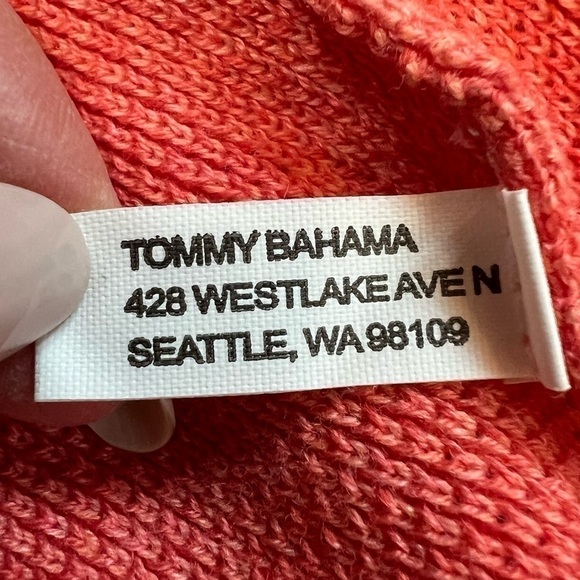 TOMMY BAHAMA
428 WESTLAKE AVE N
SEATTLE, WA 98109